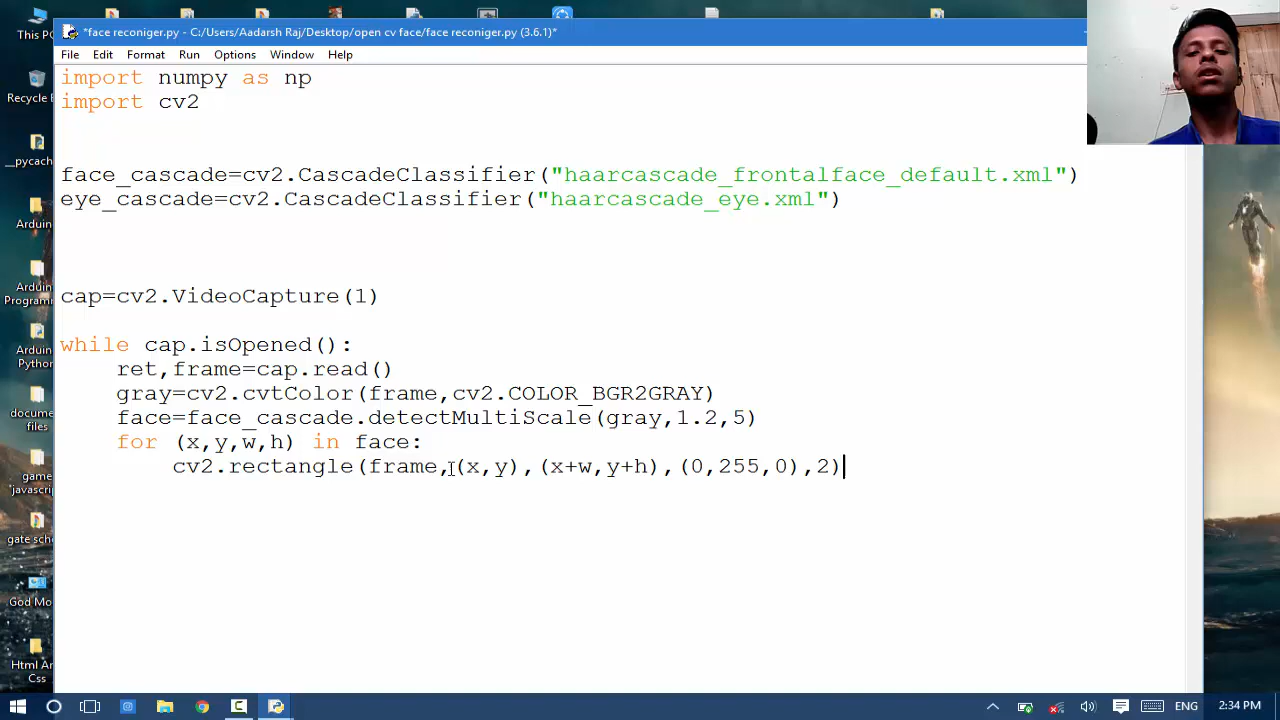 This PC
*face reconiger.py - C:/Users/Aadarsh Raj/Desktop/open cv face/face reconiger.py (3.6.1)*
File Edit Format Run Options Window Help
import numpy as np
import cv2
face_cascade=cv2.CascadeClassifier("haarcascade_frontalface_default.xml")
eye_cascade=cv2.CascadeClassifier("haarcascade_eye.xml")
cap=cv2.VideoCapture(1)
while cap.isOpened():
ret,frame=cap.read()
gray=cv2.cvtColor(frame,cv2.COLOR_BGR2GRAY)
face=face_cascade.detectMultiScale(gray,1.2,5)
for (x,y,w,h) in face:
cv2.rectangle(frame,(x,y),(x+w,y+h),(0,255,0),2)
Recycle
__pycach
Arduin
Arduin
Program
Arduin
Python
docume
files
"javascri
gate sch
God Mo
Html Ar
Css
ENG
2:34 PM